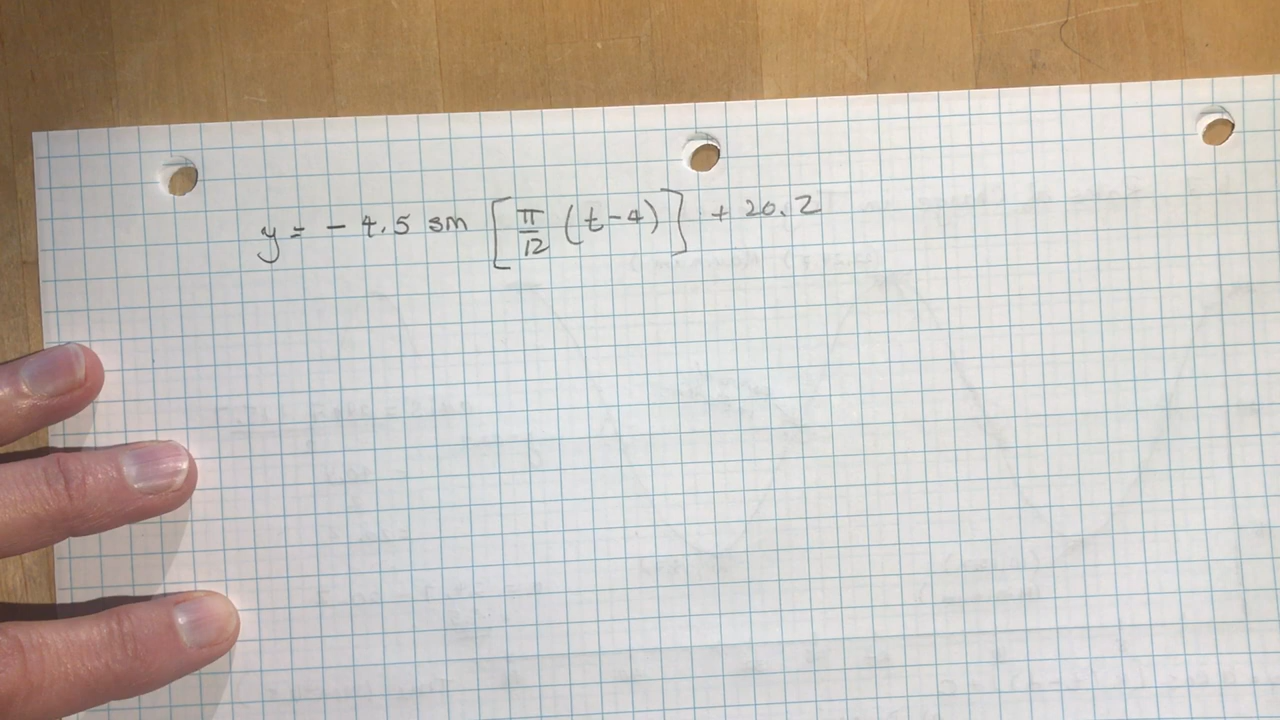 y = - 4.5 sin [π/12 (t-4)] + 20.2